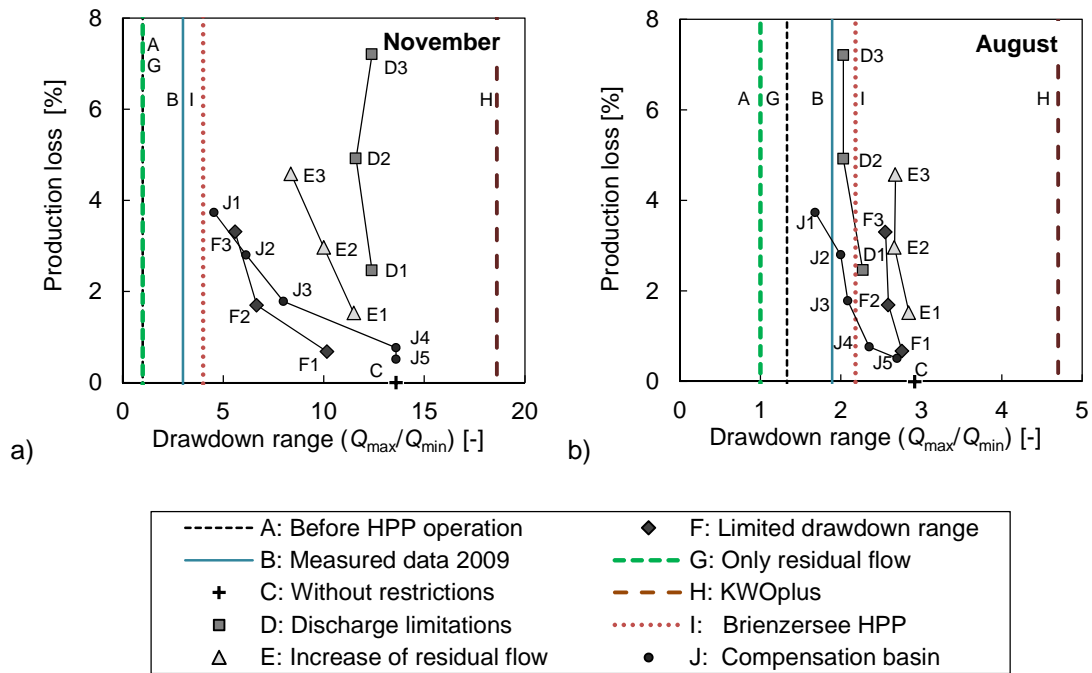 November
August
Production loss [%]
8
6
4
2
0
A
G
B
I
H
D3
D2
D1
E3
E2
E1
J1
F3
J2
J3
F2
F1
J4
J5
C
0
5
10
15
20
Drawdown range (Qmax/Qmin) [-]
a)
Production loss [%]
8
6
4
2
0
A
G
B
I
H
D3
D2
D1
E3
E2
E1
J1
F3
J2
J3
F2
J4
F1
J5
C
0
1
2
3
4
5
Drawdown range (Qmax/Qmin) [-]
b)
A: Before HPP operation
B: Measured data 2009
C: Without restrictions
D: Discharge limitations
E: Increase of residual flow
F: Limited drawdown range
G: Only residual flow
H: KWOplus
I: Brienzersee HPP
J: Compensation basin